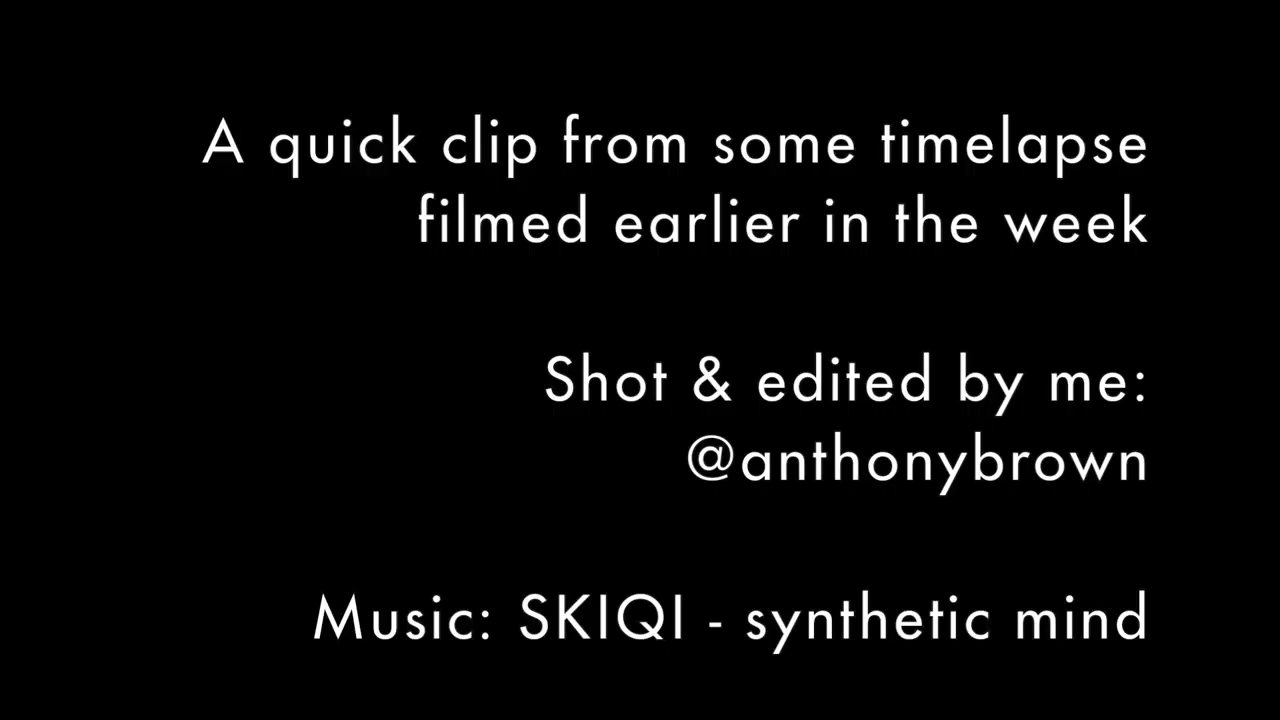 A quick clip from some timelapse
filmed earlier in the week
Shot & edited by me:
@anthonybrown
Music: SKIQI - synthetic mind